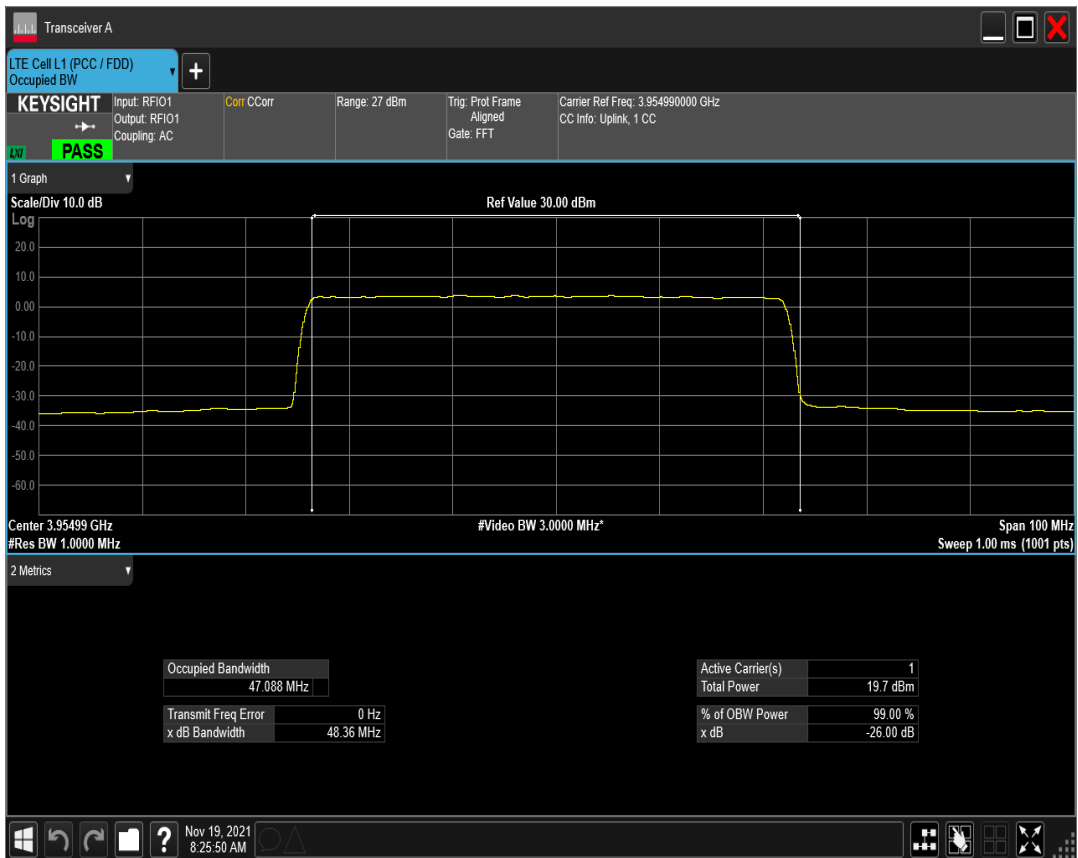 Transceiver A
LTE Cell L1 (PCC / FDD)
Occupied BW
KEYSIGHT
LXI
PASS
Input: RFIO1
Output: RFIO1
Coupling: AC
Corr CCorr
Range: 27 dBm
Trig: Prot Frame
Aligned
Gate: FFT
Carrier Ref Freq: 3.954990000 GHz
CC Info: Uplink, 1 CC
1 Graph
Scale/Div 10.0 dB
Ref Value 30.00 dBm
Log
20.0
10.0
0.00
-10.0
-20.0
-30.0
-40.0
-50.0
-60.0
Center 3.95499 GHz
#Video BW 3.0000 MHz*
Span 100 MHz
#Res BW 1.0000 MHz
Sweep 1.00 ms (1001 pts)
2 Metrics
Occupied Bandwidth
47.088 MHz
Transmit Freq Error 0 Hz
x dB Bandwidth 48.36 MHz
Active Carrier(s) 1
Total Power 19.7 dBm
% of OBW Power 99.00 %
x dB -26.00 dB
?
Nov 19, 2021
8:25:50 AM